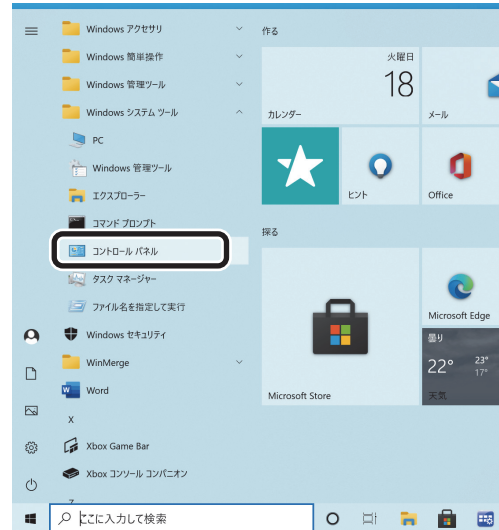 Windows アクセサリ
Windows 簡単操作
Windows 管理ツール
Windows システム ツール
PC
Windows 管理ツール
エクスプローラー
コマンド プロンプト
コントロール パネル
タスク マネージャー
ファイル名を指定して実行
Windows セキュリティ
WinMerge
Word
X
Xbox Game Bar
Xbox コンソール コンパニオン
ここに入力して検索
作る
火曜日
18
カレンダー
メール
ヒント
Office
探る
Microsoft Store
Microsoft Edge
曇り
22° 23°
17°
天気